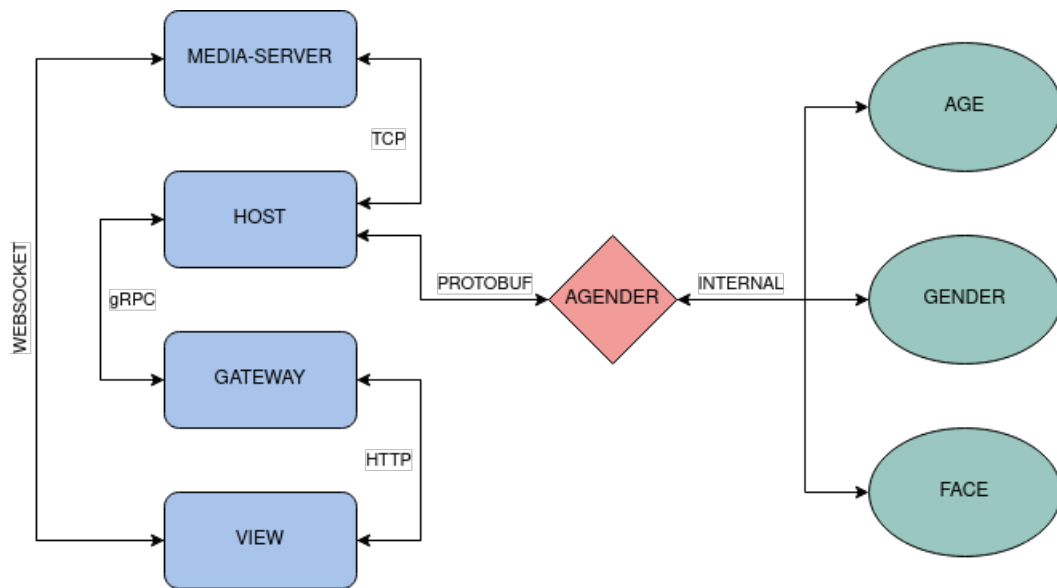 MEDIA-SERVER
AGE
TCP
HOST
WEBSOCKET
gRPC
PROTOBUF
AGENDER
INTERNAL
GENDER
GATEWAY
HTTP
FACE
VIEW